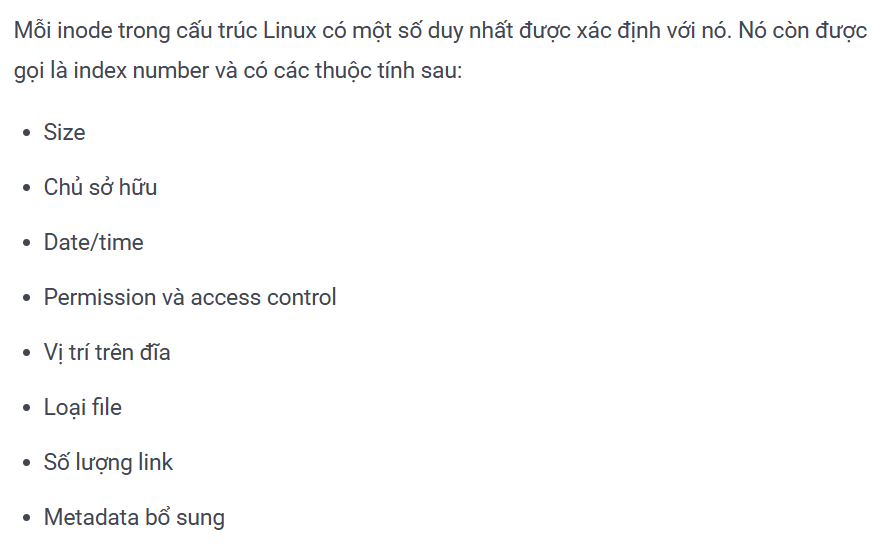 Mỗi inode trong cấu trúc Linux có một số duy nhất được xác định với nó. Nó còn được
gọi là index number và có các thuộc tính sau:
• Size
• Chủ sở hữu
• Date/time
• Permission và access control
• Vị trí trên đĩa
• Loại file
• Số lượng link
• Metadata bổ sung